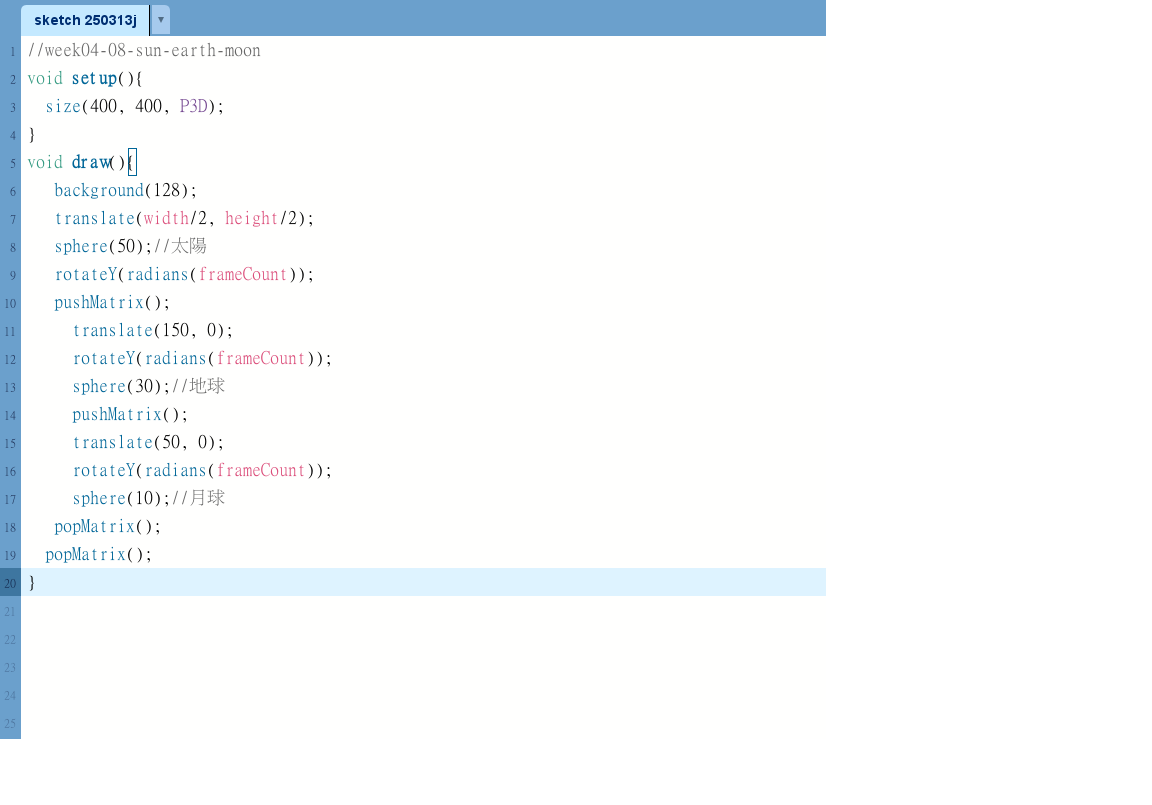 sketch 250313j ▼
1 //week04-08-sun-earth-moon
2 void setup(){
3   size(400, 400, P3D);
4 }
5 void draw(){
6    background(128);
7    translate(width/2, height/2);
8    sphere(50);//太陽
9    rotateY(radians(frameCount));
10    pushMatrix();
11      translate(150, 0);
12      rotateY(radians(frameCount));
13      sphere(30);//地球
14      pushMatrix();
15      translate(50, 0);
16      rotateY(radians(frameCount));
17      sphere(10);//月球
18    popMatrix();
19   popMatrix();
20 }
21
22
23
24
25